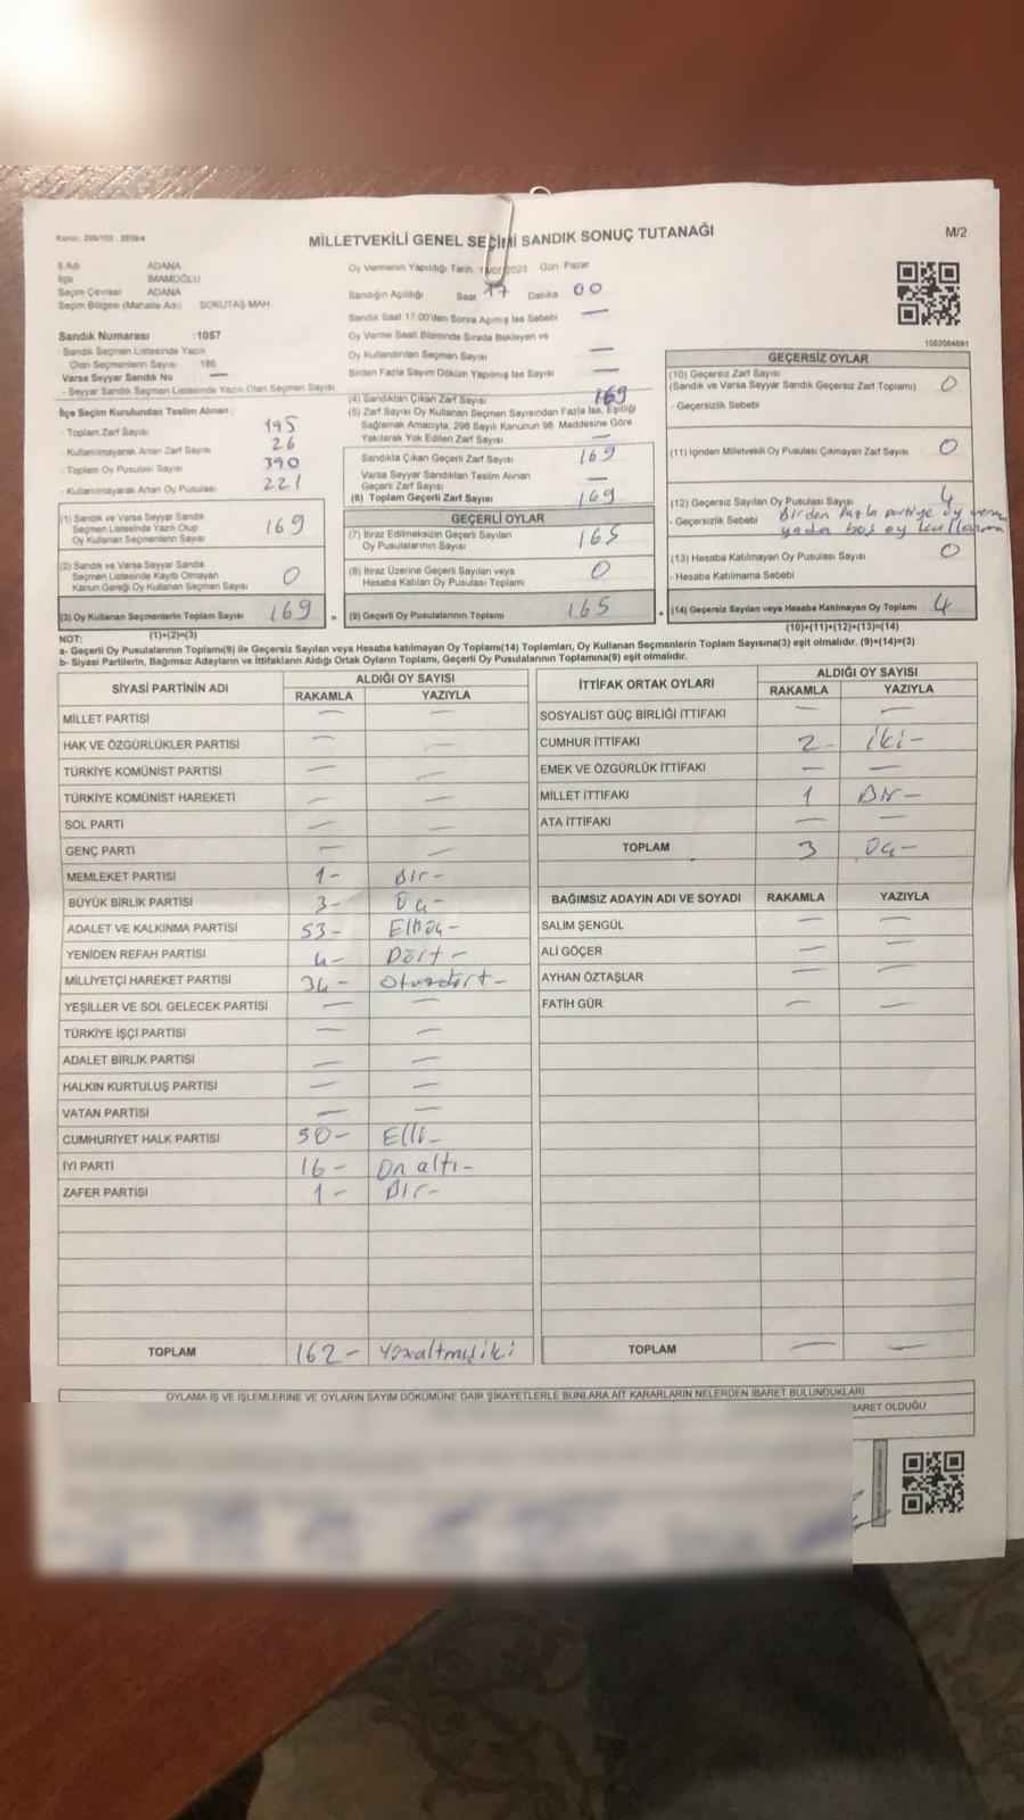 MİLLETVEKİLİ GENEL SEÇİMİ SANDIK SONUÇ TUTANAĞI
M/2
İlçe İMAMOĞLU
Seçim Çevresi ADANA
Seçim Bölgesi (Mahalle Adı) SOKUTAŞ MAH.
Sandık Numarası :1057
Sandık Seçmen Listesinde Yazılı
Olan Seçmenlerin Sayısı
Varsa Seyyar Sandık No —
- Seyyar Sandık Seçmen Listesinde Yazılı Olan Seçmen Sayısı
İlçe Seçim Kurulundan Teslim Alınan
- Toplam Zarf Sayısı 195
- Kullanılmayarak Artan Zarf Sayısı 26
- Toplam Oy Pusulası Sayısı 390
- Kullanılmayarak Artan Oy Pusulası 221
(1) Sandık ve Varsa Seyyar Sandık
Seçmen Listesinde Yazılı Olup
Oy Kullanan Seçmenlerin Sayısı 169
(2) Sandık ve Varsa Seyyar Sandık
Seçmen Listesinde Kayıtlı Olmayan
Kanun Gereği Oy Kullanan Seçmen Sayısı 0
(3) Oy Kullanan Seçmenlerin Toplam Sayısı 169
(1)+(2)=(3)
Oy Vermenin Yapıldığı Tarih Gün Pazar
Sandığın Açıldığı Saat 17 Dakika 00
Sandık Saat 17.00'den Sonra Açılmış İse Sebebi —
Oy Verme Saati Bitiminde Sırada Bekleyen ve
Oy Kullandırılan Seçmen Sayısı —
Birden Fazla Sayım Döküm Yapılmış İse Sayısı —
(4) Sandıktan Çıkan Zarf Sayısı 169
(5) Zarf Sayısı Oy Kullanan Seçmen Sayısından Fazla İse, Eşitliği
Sağlamak Amacıyla, 298 Sayılı Kanunun 98. Maddesine Göre
Yakılarak Yok Edilen Zarf Sayısı —
Sandıkta Çıkan Geçerli Zarf Sayısı 169
Varsa Seyyar Sandıktan Teslim Alınan
Geçerli Zarf Sayısı —
(6) Toplam Geçerli Zarf Sayısı 169
GEÇERLİ OYLAR
(7) İtiraz Edilmeksizin Geçerli Sayılan
Oy Pusulalarının Sayısı 165
(8) İtiraz Üzerine Geçerli Sayılan veya
Hesaba Katılan Oy Pusulası Toplamı 0
(9) Geçerli Oy Pusulalarının Toplamı 165
GEÇERSİZ OYLAR
(10) Geçersiz Zarf Sayısı
(Sandık ve Varsa Seyyar Sandık Geçersiz Zarf Toplamı) 0
- Geçersizlik Sebebi
(11) İçinden Milletvekili Oy Pusulası Çıkmayan Zarf Sayısı 0
(12) Geçersiz Sayılan Oy Pusulası Sayısı 4
- Geçersizlik Sebebi Birden fazla partiye oy
yada boş oy kullanma
(13) Hesaba Katılmayan Oy Pusulası Sayısı 0
- Hesaba Katılmama Sebebi
(14) Geçersiz Sayılan veya Hesaba Katılmayan Oy Toplamı 4
(10)+(11)+(12)+(13)=(14)
NOT:
a- Geçerli Oy Pusulalarının Toplamı(9) ile Geçersiz Sayılan veya Hesaba katılmayan Oy Toplamı(14) Toplamları, Oy Kullanan Seçmenlerin Toplam Sayısına(3) eşit olmalıdır. (9)+(14)=(3)
b- Siyasi Partilerin, Bağımsız Adayların ve İttifakların Aldığı Ortak Oyların Toplamı, Geçerli Oy Pusulalarının Toplamına(9) eşit olmalıdır.
SİYASİ PARTİNİN ADI ALDIĞI OY SAYISI
RAKAMLA YAZIYLA
MİLLET PARTİSİ — —
HAK VE ÖZGÜRLÜKLER PARTİSİ — —
TÜRKİYE KOMÜNİST PARTİSİ — —
TÜRKİYE KOMÜNİST HAREKETİ — —
SOL PARTİ — —
GENÇ PARTİ — —
MEMLEKET PARTİSİ 1- Bir-
BÜYÜK BİRLİK PARTİSİ 3- Üç-
ADALET VE KALKINMA PARTİSİ 53- Elliüç-
YENİDEN REFAH PARTİSİ 4- Dört-
MİLLİYETÇİ HAREKET PARTİSİ 34- Otuzdört-
YEŞİLLER VE SOL GELECEK PARTİSİ — —
TÜRKİYE İŞÇİ PARTİSİ — —
ADALET BİRLİK PARTİSİ — —
HALKIN KURTULUŞ PARTİSİ — —
VATAN PARTİSİ — —
CUMHURİYET HALK PARTİSİ 50- Elli-
İYİ PARTİ 16- On altı-
ZAFER PARTİSİ 1- Bir-
TOPLAM 162- Yüzaltmışiki
İTTİFAK ORTAK OYLARI ALDIĞI OY SAYISI
RAKAMLA YAZIYLA
SOSYALİST GÜÇ BİRLİĞİ İTTİFAKI — —
CUMHUR İTTİFAKI 2- İki-
EMEK VE ÖZGÜRLÜK İTTİFAKI — —
MİLLET İTTİFAKI 1 Bir-
ATA İTTİFAKI — —
TOPLAM 3 Üç-
BAĞIMSIZ ADAYIN ADI VE SOYADI RAKAMLA YAZIYLA
SALİM ŞENGÜL — —
ALİ GÖÇER — —
AYHAN ÖZTAŞLAR — —
FATİH GÜR — —
TOPLAM — —
OYLAMA İŞ VE İŞLEMLERİNE VE OYLARIN SAYIM DÖKÜMÜNE DAİR ŞİKAYETLERLE BUNLARA AİT KARARLARIN NELERDEN İBARET BULUNDUKLARI
İBARET OLDUĞU